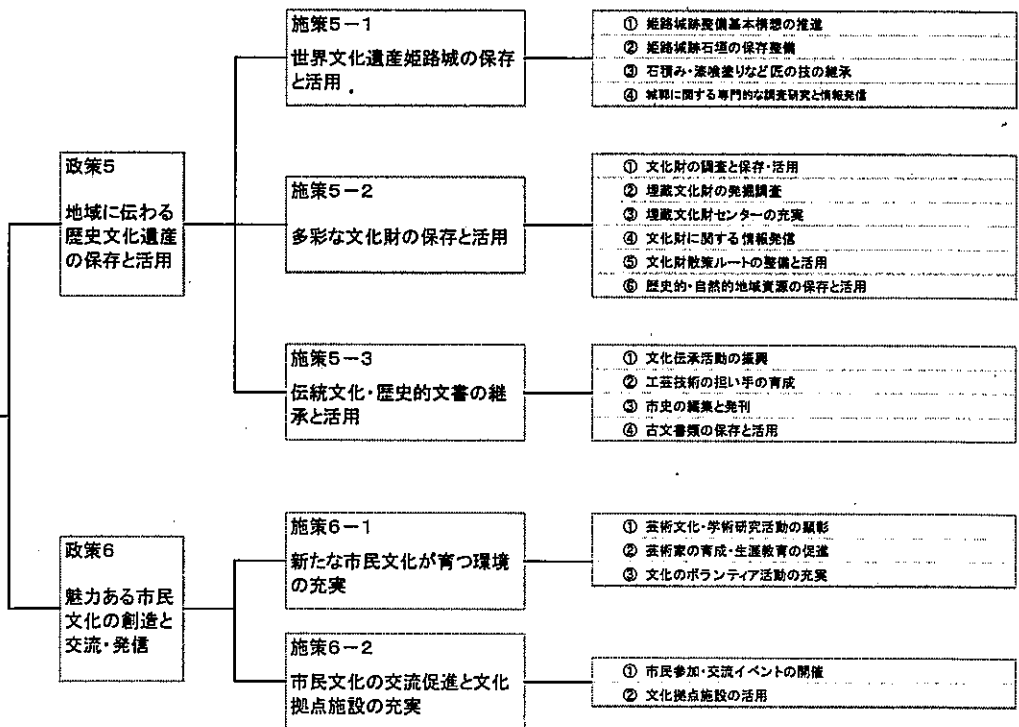 政策5
地域に伝わる
歴史文化遺産
の保存と活用
施策5－1
世界文化遺産姫路城の保存
と活用
① 姫路城跡整備基本構想の推進
② 姫路城跡石垣の保存整備
③ 石積み・漆喰塗りなど匠の技の継承
④ 城郭に関する専門的な調査研究と情報発信
施策5－2
多彩な文化財の保存と活用
① 文化財の調査と保存・活用
② 埋蔵文化財の発掘調査
③ 埋蔵文化財センターの充実
④ 文化財に関する情報発信
⑤ 文化財散策ルートの整備と活用
⑥ 歴史的・自然的地域資源の保存と活用
施策5－3
伝統文化・歴史的文書の継
承と活用
① 文化伝承活動の振興
② 工芸技術の担い手の育成
③ 市史の編集と発刊
④ 古文書類の保存と活用
政策6
魅力ある市民
文化の創造と
交流・発信
施策6－1
新たな市民文化が育つ環境
の充実
① 芸術文化・学術研究活動の顕彰
② 芸術家の育成・生涯教育の促進
③ 文化のボランティア活動の充実
施策6－2
市民文化の交流促進と文化
拠点施設の充実
① 市民参加・交流イベントの開催
② 文化拠点施設の活用